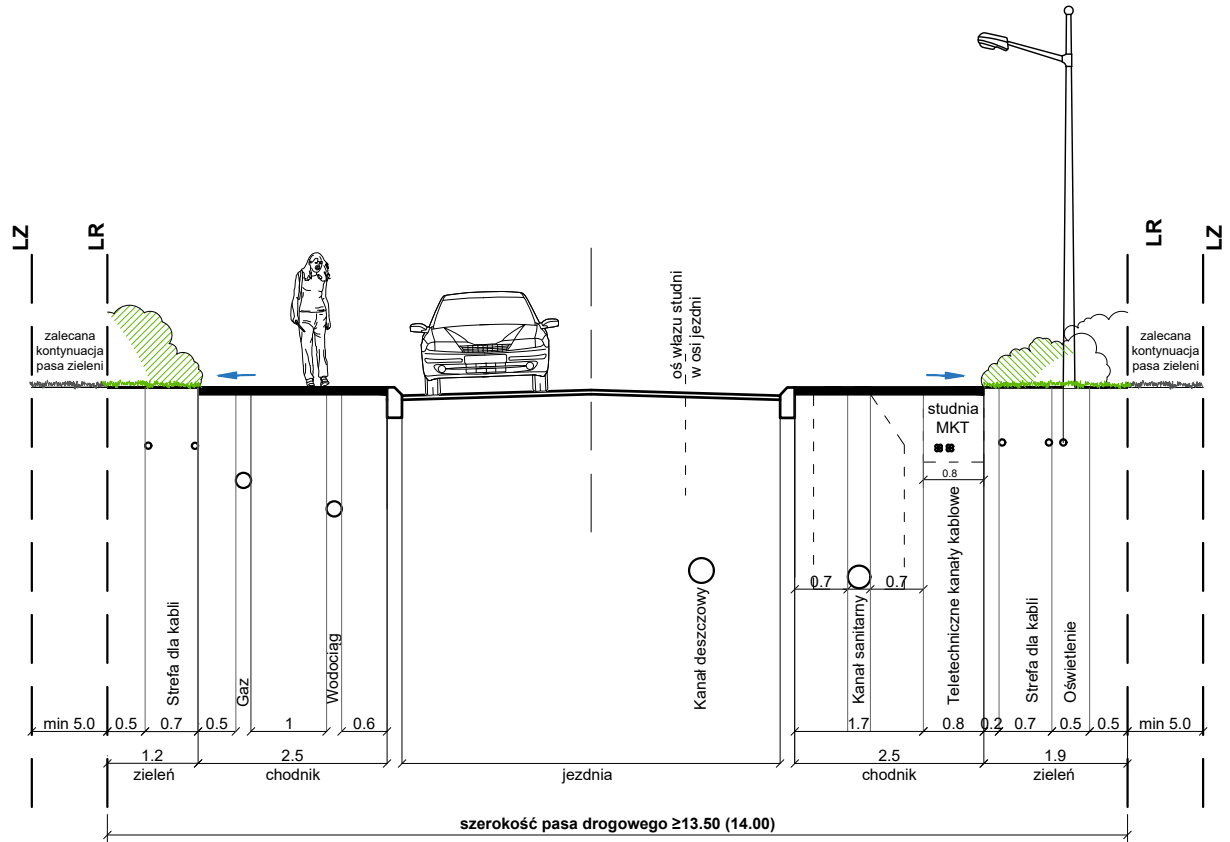 LZ
LR
LR
LZ
oś włazu studni
w osi jezdni
zalecana
kontynuacja
pasa zieleni
zalecana
kontynuacja
pasa zieleni
studnia
MKT
0.8
0.7
0.7
Strefa dla kabli
Gaz
Wodociąg
Kanał deszczowy
Kanał sanitarny
Teletechniczne kanały kablowe
Strefa dla kabli
Oświetlenie
min 5.0
0.5
0.7
0.5
1
0.6
1.7
0.8
0.2
0.7
0.5
0.5
min 5.0
1.2
2.5
2.5
1.9
zieleń
chodnik
jezdnia
chodnik
zieleń
szerokość pasa drogowego ≥13.50 (14.00)